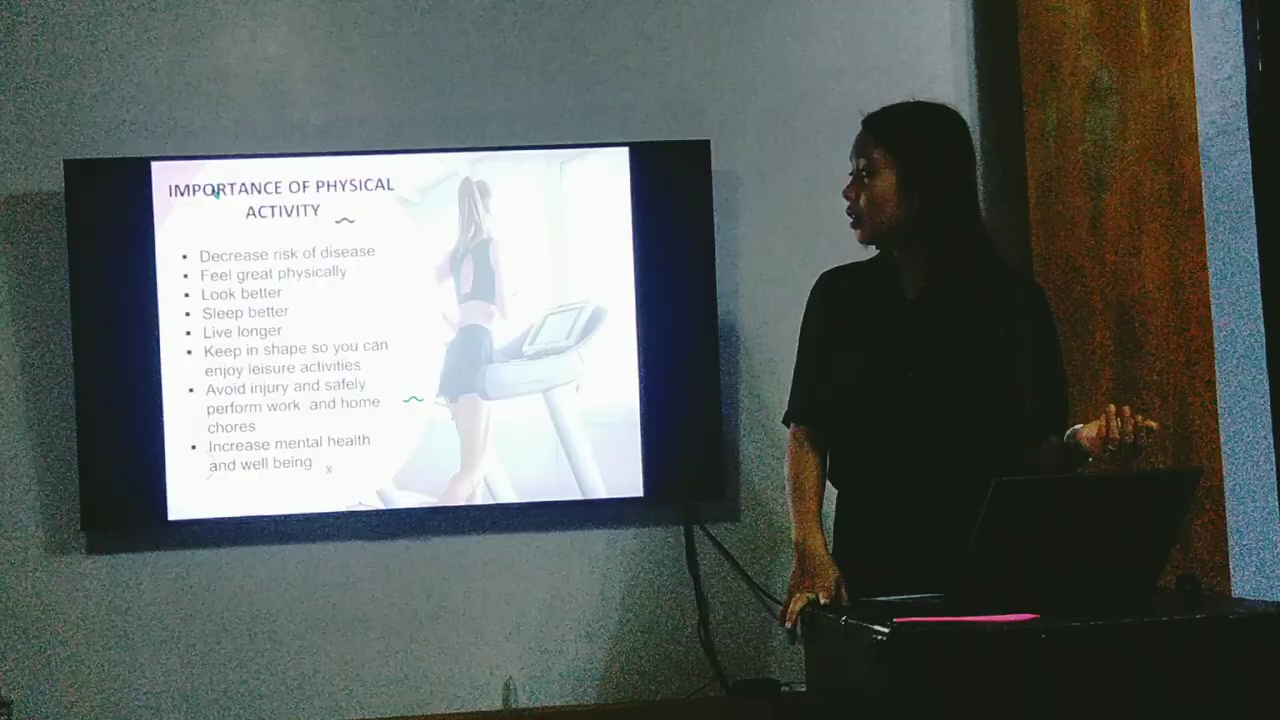 IMPORTANCE OF PHYSICAL
ACTIVITY
▪ Decrease risk of disease
▪ Feel great physically
▪ Look better
▪ Sleep better
▪ Live longer
▪ Keep in shape so you can
enjoy leisure activities
▪ Avoid injury and safely
perform work and home
chores
▪ Increase mental health
and well being x